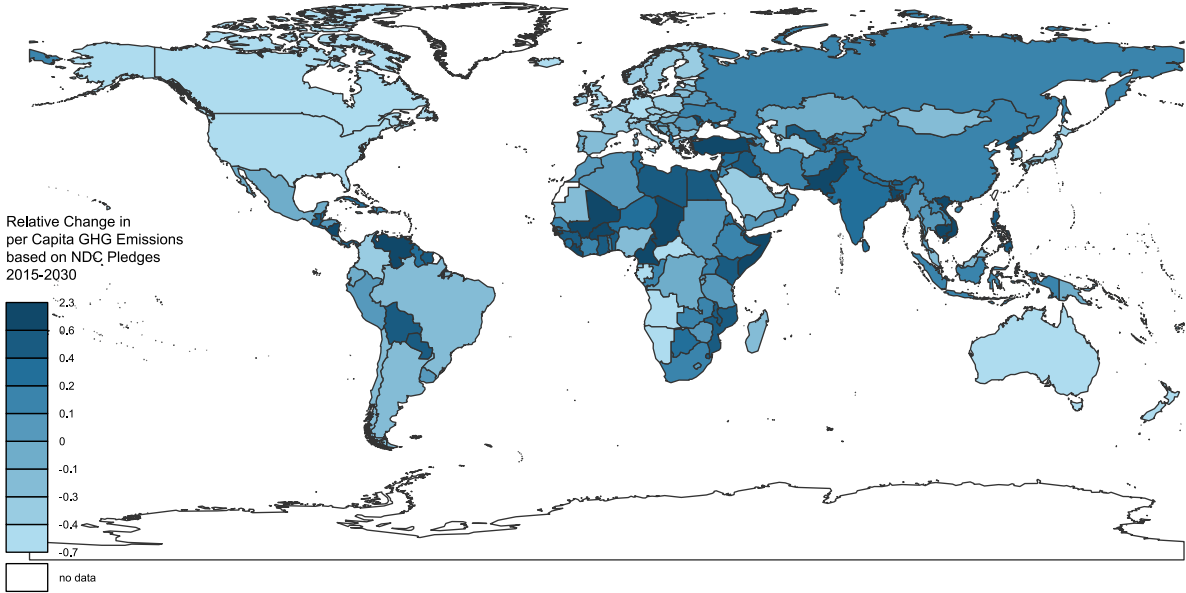 Relative Change in
per Capita GHG Emissions
based on NDC Pledges
2015-2030
2.3
0.6
0.4
0.2
0.1
0
-0.1
-0.3
-0.4
-0.7
no data